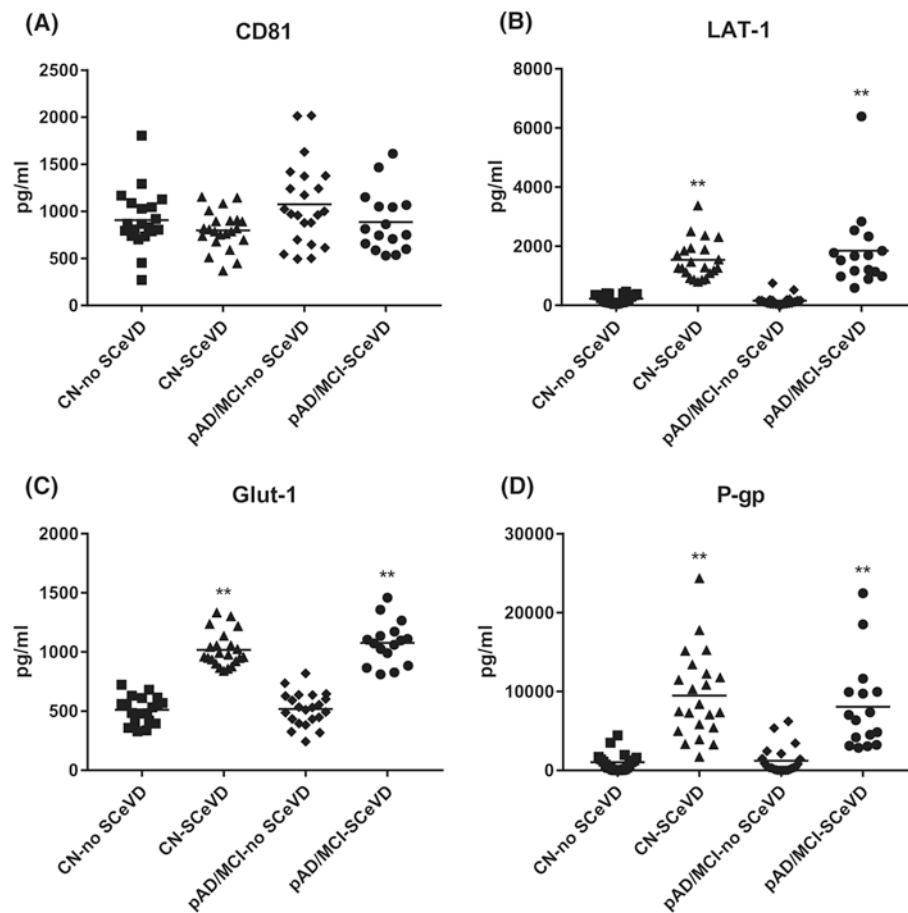 (A)
CD81
pg/ml
2500
2000
1500
1000
500
0
CN-no SCeVD
CN-SCeVD
pAD/MCI-no SCeVD
pAD/MCI-SCeVD
(B)
LAT-1
pg/ml
8000
6000
4000
2000
0
**
**
CN-no SCeVD
CN-SCeVD
pAD/MCI-no SCeVD
pAD/MCI-SCeVD
(C)
Glut-1
pg/ml
2000
1500
1000
500
0
**
**
CN-no SCeVD
CN-SCeVD
pAD/MCI-no SCeVD
pAD/MCI-SCeVD
(D)
P-gp
pg/ml
30000
20000
10000
0
**
**
CN-no SCeVD
CN-SCeVD
pAD/MCI-no SCeVD
pAD/MCI-SCeVD